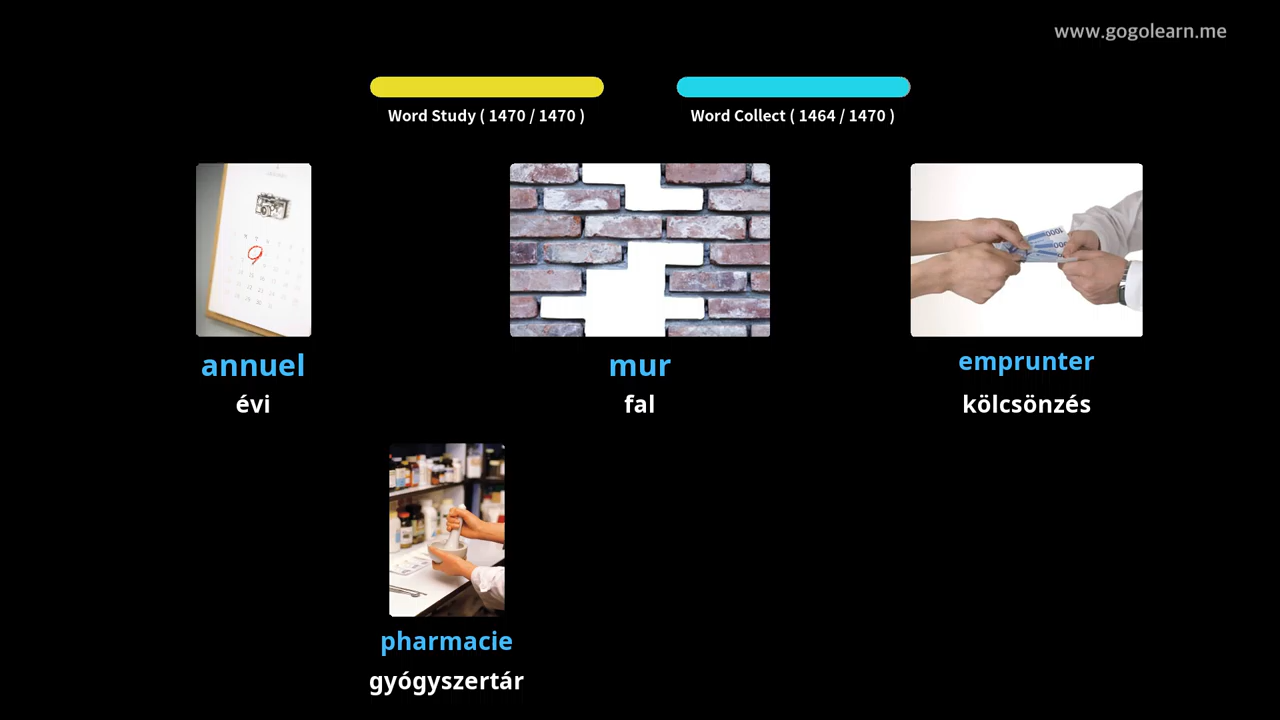 www.gogolearn.me
Word Study ( 1470 / 1470 )
Word Collect ( 1464 / 1470 )
annuel
mur
emprunter
évi
fal
kölcsönzés
pharmacie
gyógyszertár